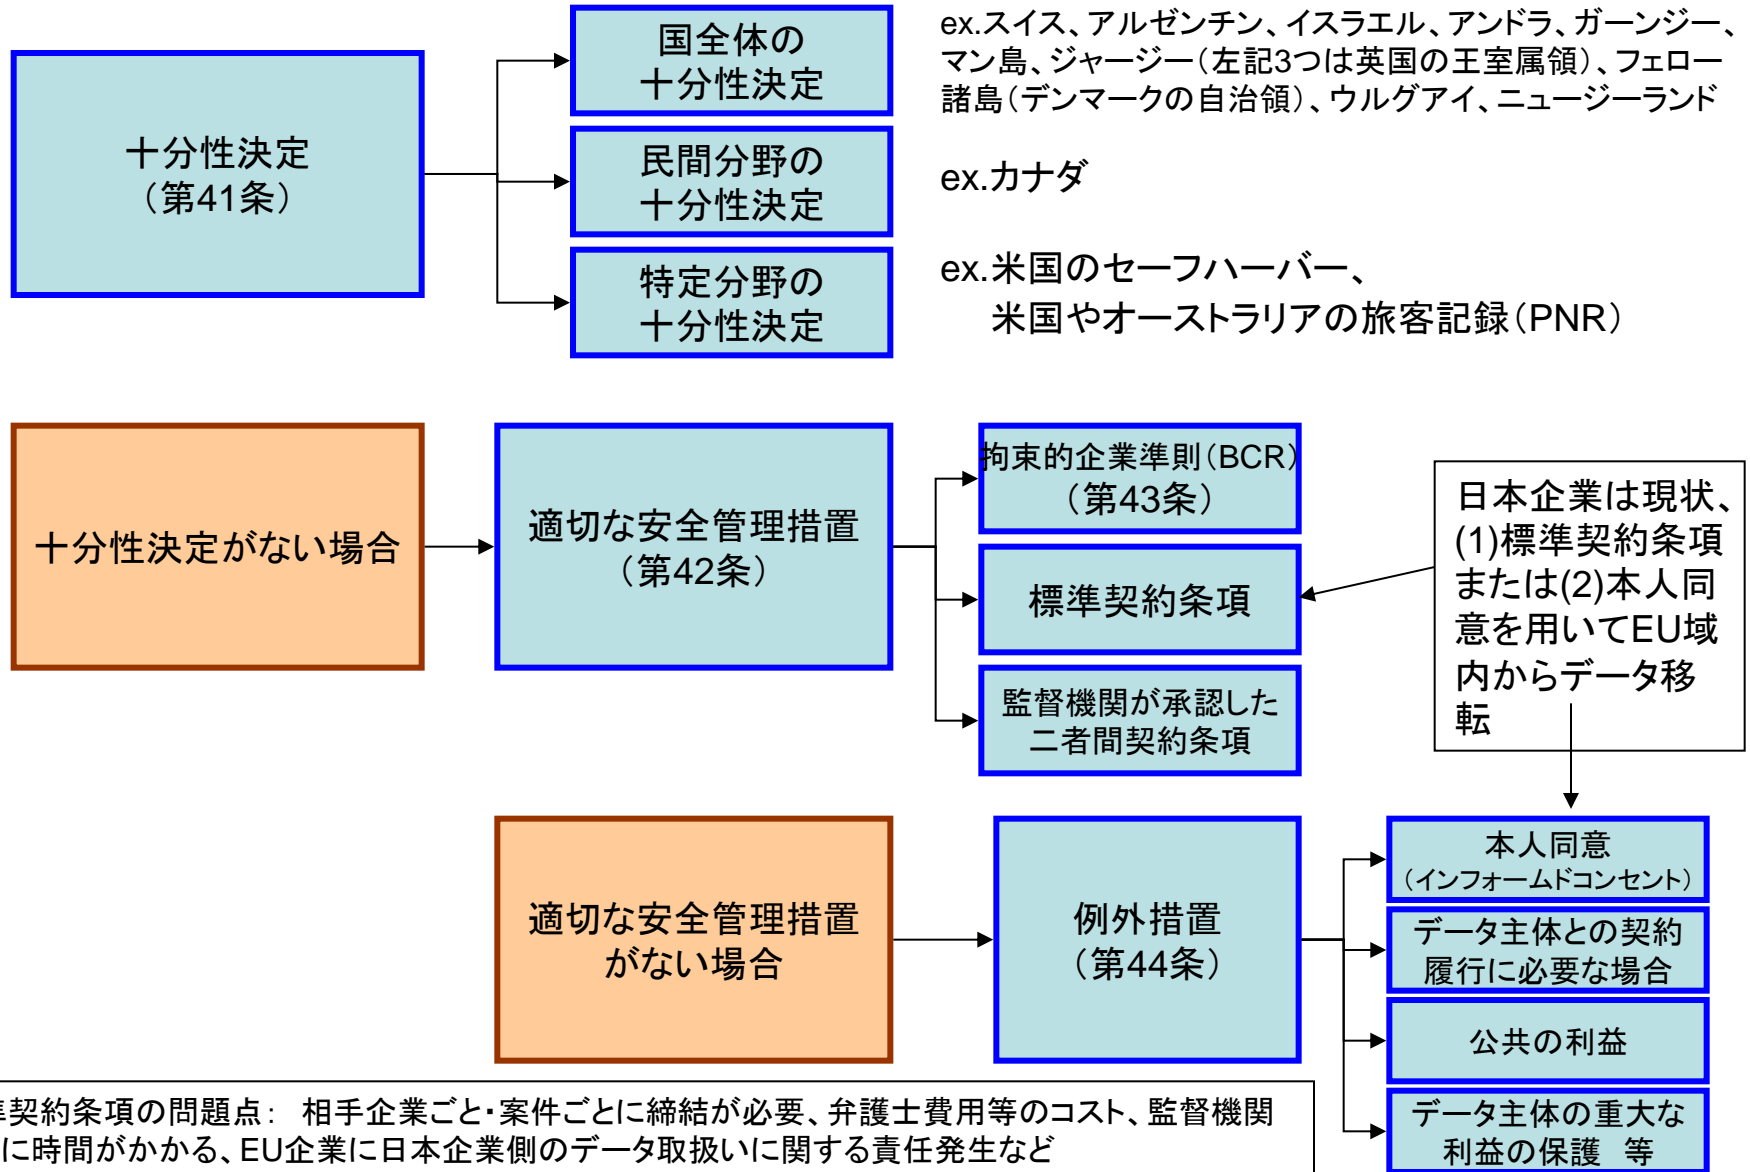 十分性決定
（第41条）
国全体の
十分性決定
ex.スイス、アルゼンチン、イスラエル、アンドラ、ガーンジー、
マン島、ジャージー（左記3つは英国の王室属領）、フェロー
諸島（デンマークの自治領）、ウルグアイ、ニュージーランド
民間分野の
十分性決定
ex.カナダ
特定分野の
十分性決定
ex.米国のセーフハーバー、
米国やオーストラリアの旅客記録（PNR）
十分性決定がない場合
適切な安全管理措置
（第42条）
拘束的企業準則（BCR）
（第43条）
標準契約条項
監督機関が承認した
二者間契約条項
日本企業は現状、
(1)標準契約条項
または(2)本人同
意を用いてEU域
内からデータ移
転
適切な安全管理措置
がない場合
例外措置
（第44条）
本人同意
（インフォームドコンセント）
データ主体との契約
履行に必要な場合
公共の利益
データ主体の重大な
利益の保護　等
契約条項の問題点：　相手企業ごと・案件ごとに締結が必要、弁護士費用等のコスト、監督機関
に時間がかかる、EU企業に日本企業側のデータ取扱いに関する責任発生など